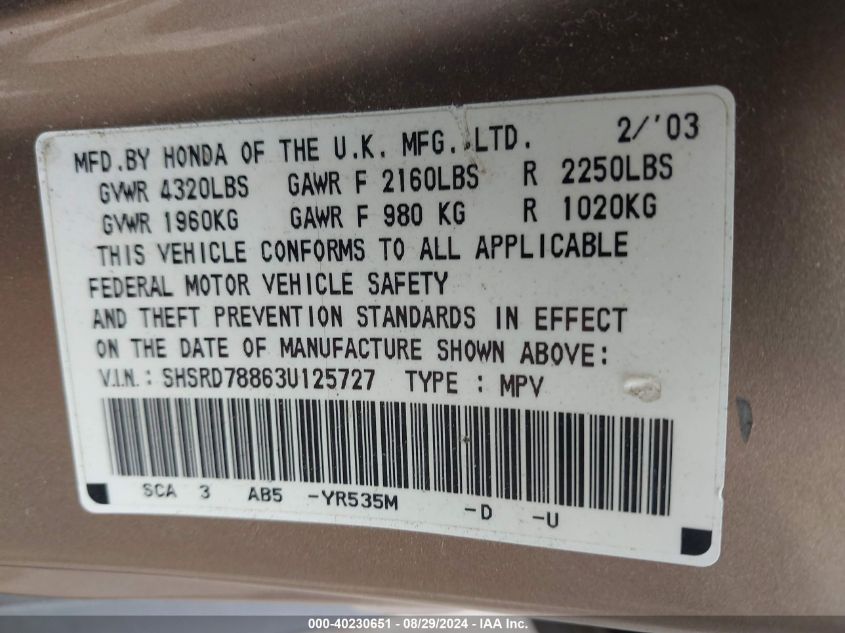 MFD.BY HONDA OF THE U.K. MFG.,LTD. 2/'03
GVWR 4320LBS GAWR F 2160LBS R 2250LBS
GVWR 1960KG GAWR F 980 KG R 1020KG
THIS VEHICLE CONFORMS TO ALL APPLICABLE
FEDERAL MOTOR VEHICLE SAFETY
AND THEFT PREVENTION STANDARDS IN EFFECT
ON THE DATE OF MANUFACTURE SHOWN ABOVE:
V.I.N.: SHSRD78863U125727 TYPE : MPV
SCA 3 AB5 -YR535M -D -U
000-40230651 - 08/29/2024 - IAA Inc.